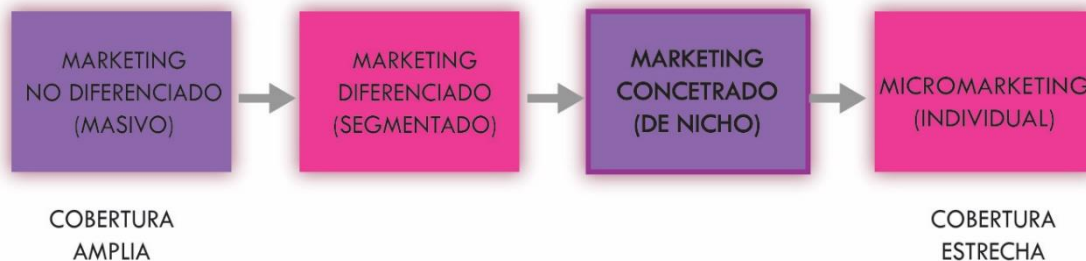 MARKETING
NO DIFERENCIADO
(MASIVO)
MARKETING
DIFERENCIADO
(SEGMENTADO)
MARKETING
CONCETRADO
(DE NICHO)
MICROMARKETING
(INDIVIDUAL)
COBERTURA
AMPLIA
COBERTURA
ESTRECHA